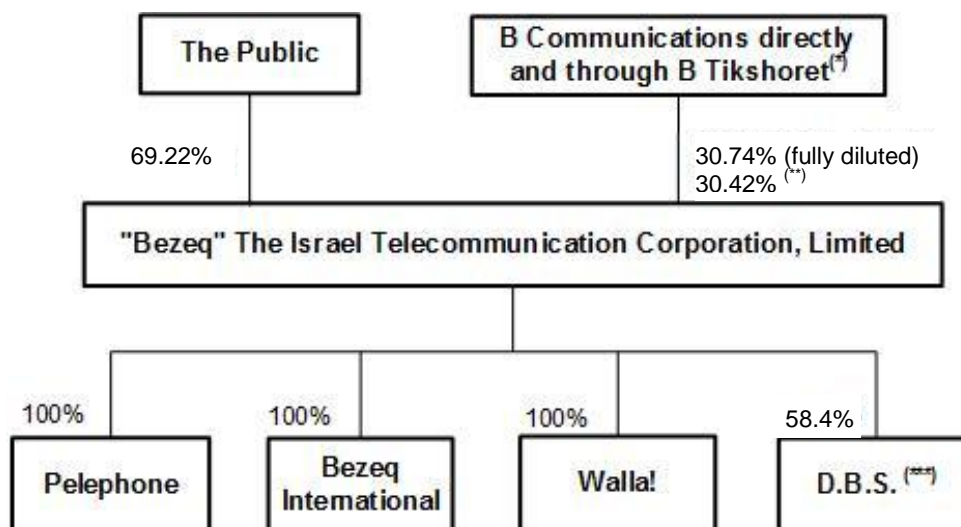 The Public
B Communications directly
and through B Tikshoret(*)
69.22%
30.74% (fully diluted)
30.42% (**)
"Bezeq" The Israel Telecommunication Corporation, Limited
100%
100%
100%
58.4%
Pelephone
Bezeq
International
Walla!
D.B.S. (***)